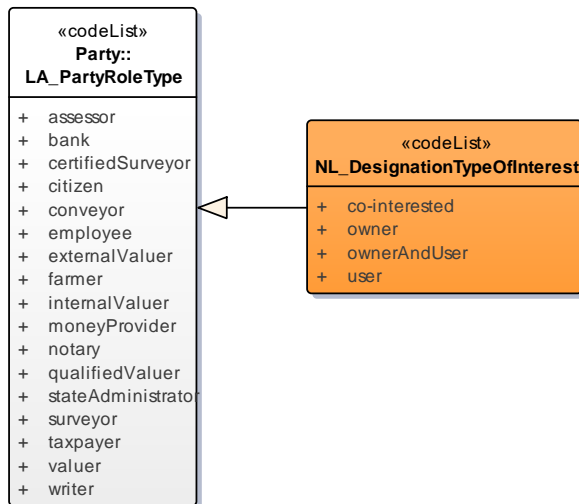 «codeList»
Party::
LA_PartyRoleType
+ assessor
+ bank
+ certifiedSurveyor
+ citizen
+ conveyor
+ employee
+ externalValuer
+ farmer
+ internalValuer
+ moneyProvider
+ notary
+ qualifiedValuer
+ stateAdministrator
+ surveyor
+ taxpayer
+ valuer
+ writer
«codeList»
NL_DesignationTypeOfInterest
+ co-interested
+ owner
+ ownerAndUser
+ user